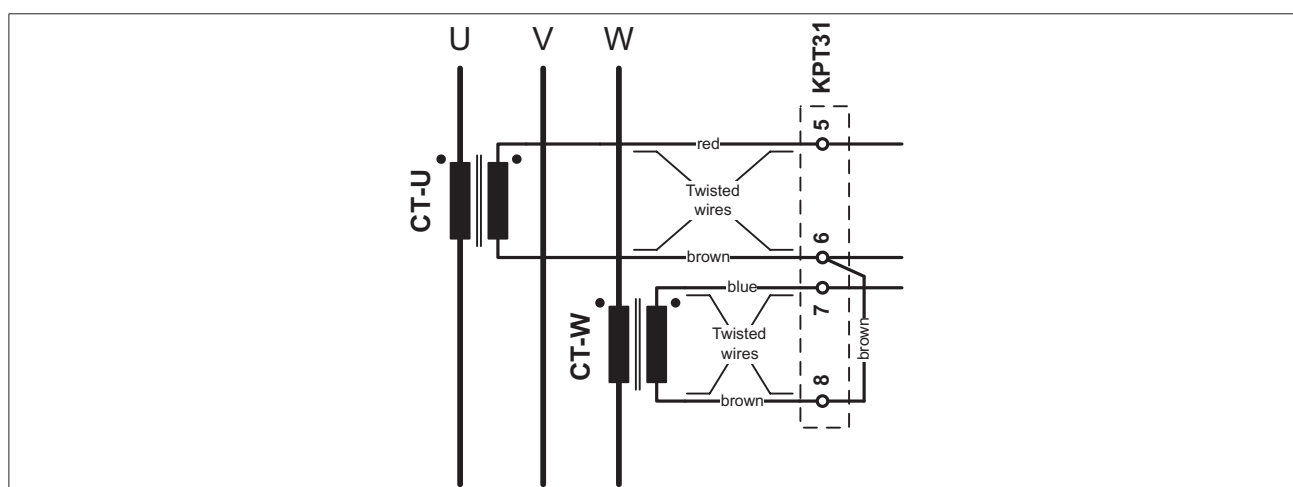 U
V
W
KPT31
5
red
CT-U
Twisted
wires
6
brown
blue
7
CT-W
Twisted
wires
brown
8
brown